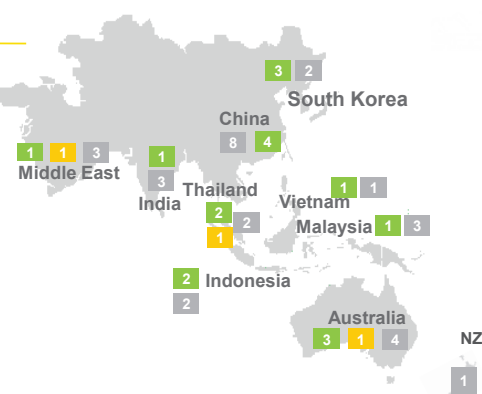 3 2
South Korea
China
8 4
1 1 3
Middle East
1
3
India
Thailand
2
2
1
Vietnam
1 1
Malaysia 1 3
2 Indonesia
2
Australia
3 1 4
NZ
1